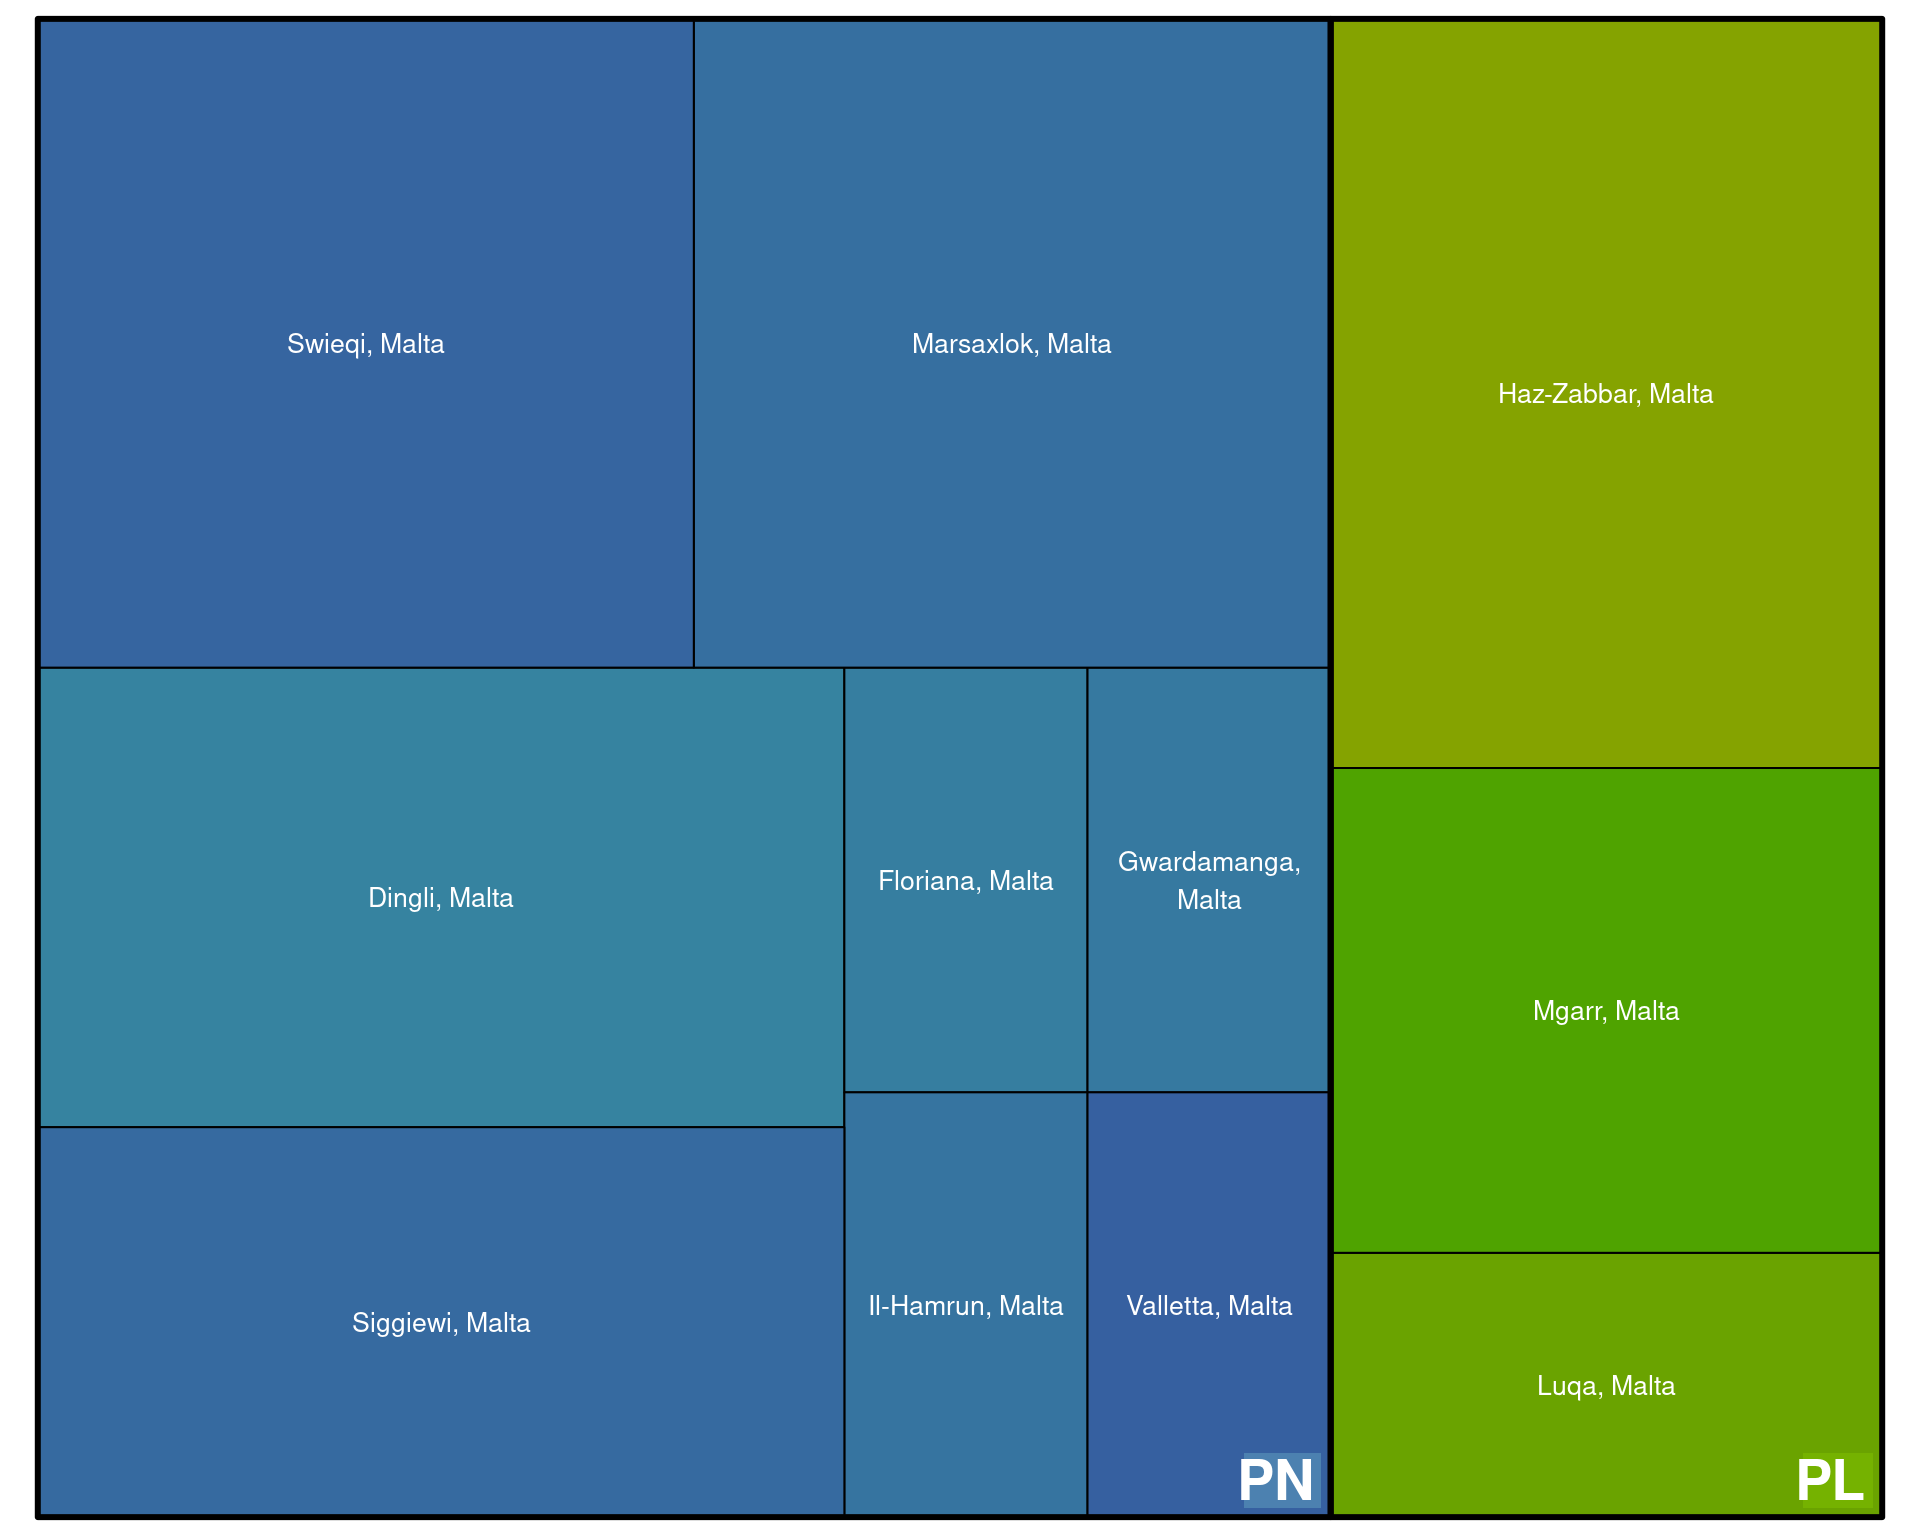 Swieqi, Malta
Marsaxlok, Malta
Haz-Zabbar, Malta
Dingli, Malta
Floriana, Malta
Gwardamanga,
Malta
Mgarr, Malta
Siggiewi, Malta
Il-Hamrun, Malta
Valletta, Malta
Luqa, Malta
PN
PL